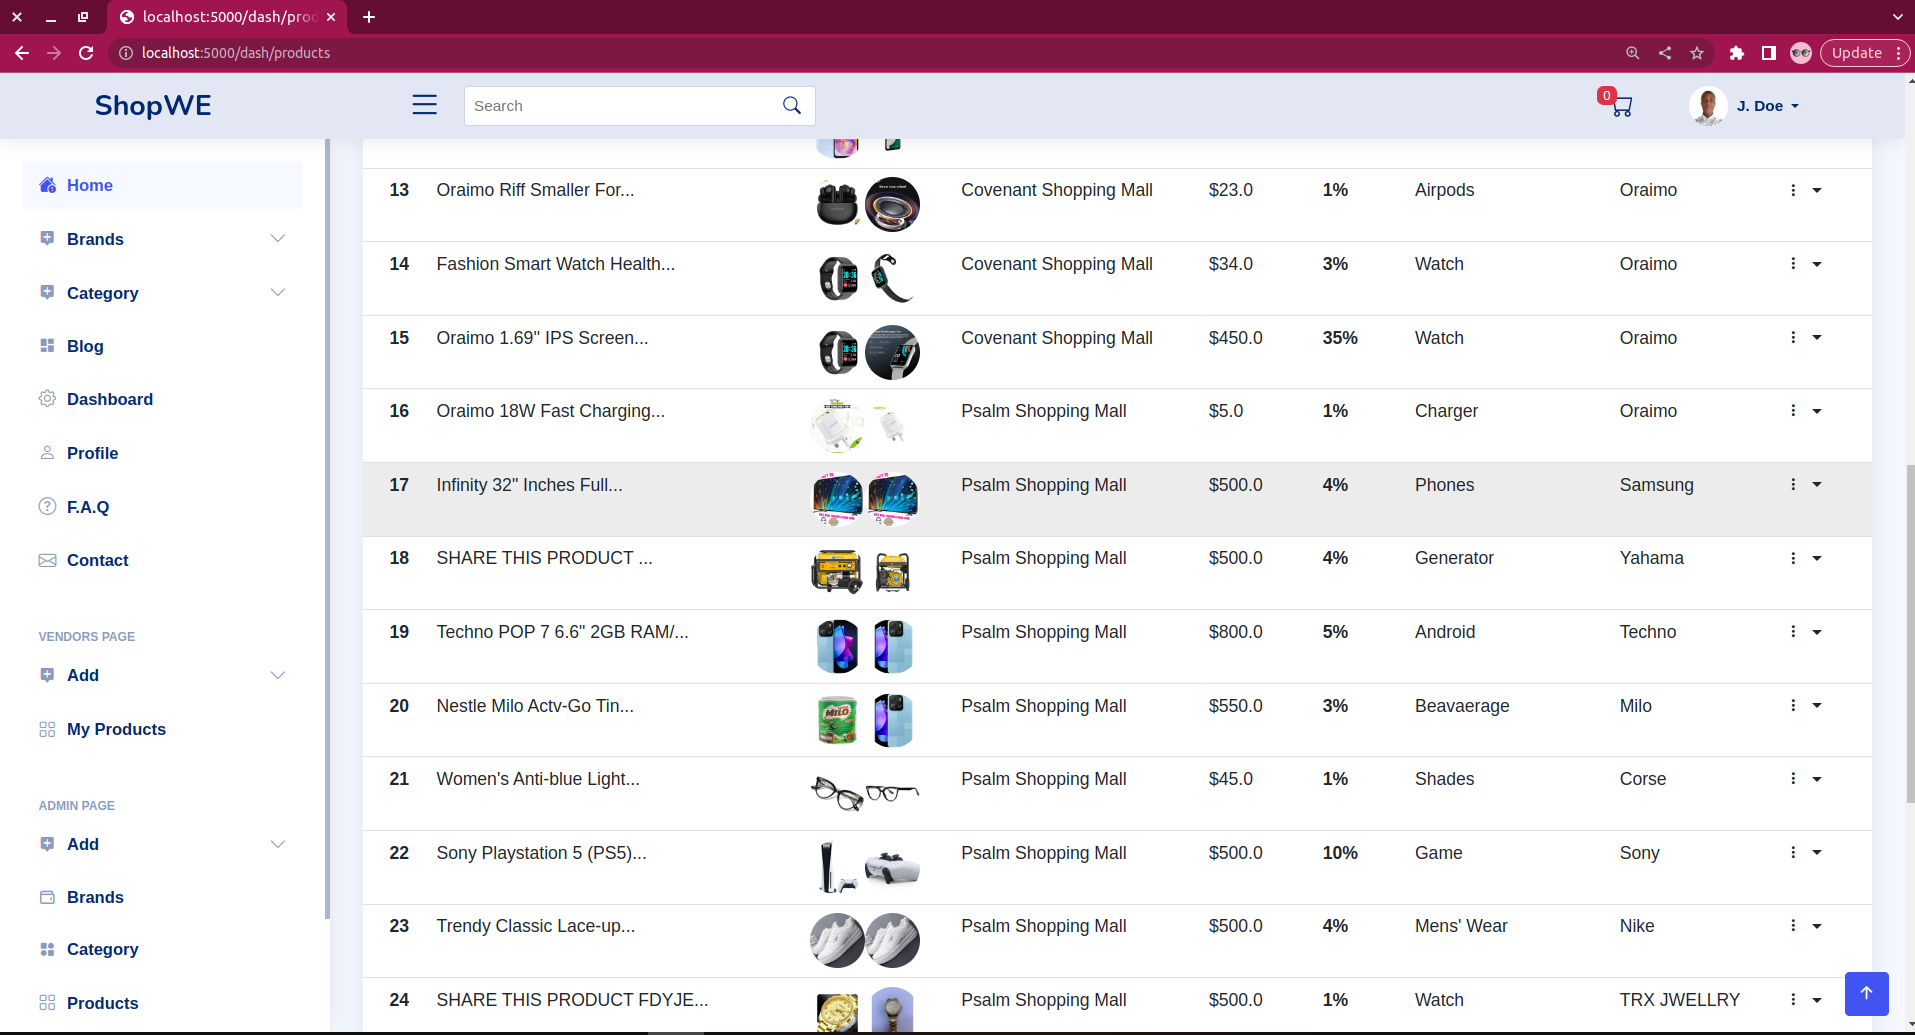 localhost:5000/dash/prod
localhost:5000/dash/products
Update
ShopWE
Search
0
J. Doe
Home
Brands
Category
Blog
Dashboard
Profile
F.A.Q
Contact
VENDORS PAGE
Add
My Products
ADMIN PAGE
Add
Brands
Category
Products
13 Oraimo Riff Smaller For... Covenant Shopping Mall $23.0 1% Airpods Oraimo
14 Fashion Smart Watch Health... Covenant Shopping Mall $34.0 3% Watch Oraimo
15 Oraimo 1.69" IPS Screen... Covenant Shopping Mall $450.0 35% Watch Oraimo
16 Oraimo 18W Fast Charging... Psalm Shopping Mall $5.0 1% Charger Oraimo
17 Infinity 32" Inches Full... Psalm Shopping Mall $500.0 4% Phones Samsung
18 SHARE THIS PRODUCT ... Psalm Shopping Mall $500.0 4% Generator Yahama
19 Techno POP 7 6.6" 2GB RAM/... Psalm Shopping Mall $800.0 5% Android Techno
20 Nestle Milo Actv-Go Tin... MILO Psalm Shopping Mall $550.0 3% Beavaerage Milo
21 Women's Anti-blue Light... Psalm Shopping Mall $45.0 1% Shades Corse
22 Sony Playstation 5 (PS5)... Psalm Shopping Mall $500.0 10% Game Sony
23 Trendy Classic Lace-up... Psalm Shopping Mall $500.0 4% Mens' Wear Nike
24 SHARE THIS PRODUCT FDYJE... Psalm Shopping Mall $500.0 1% Watch TRX JWELLRY